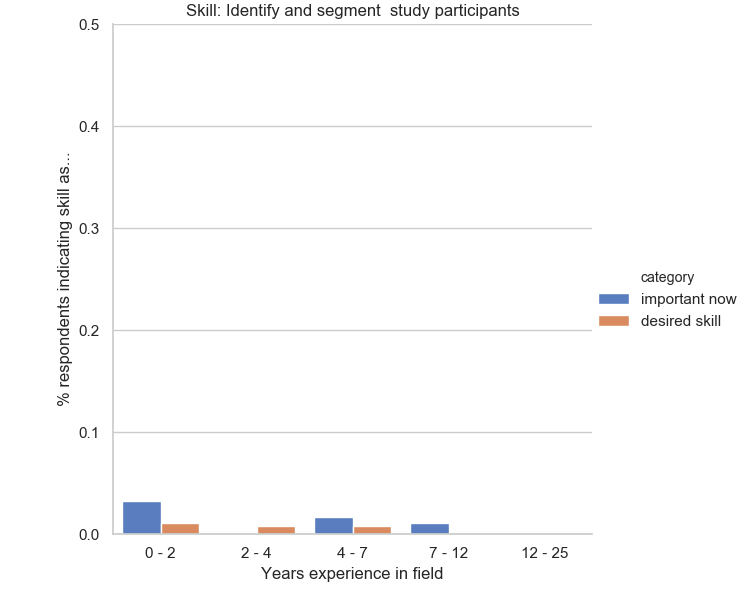 Skill: Identify and segment  study participants
% respondents indicating skill as...
0.5
0.4
0.3
0.2
0.1
0.0
0 - 2
2 - 4
4 - 7
7 - 12
12 - 25
Years experience in field
category
important now
desired skill